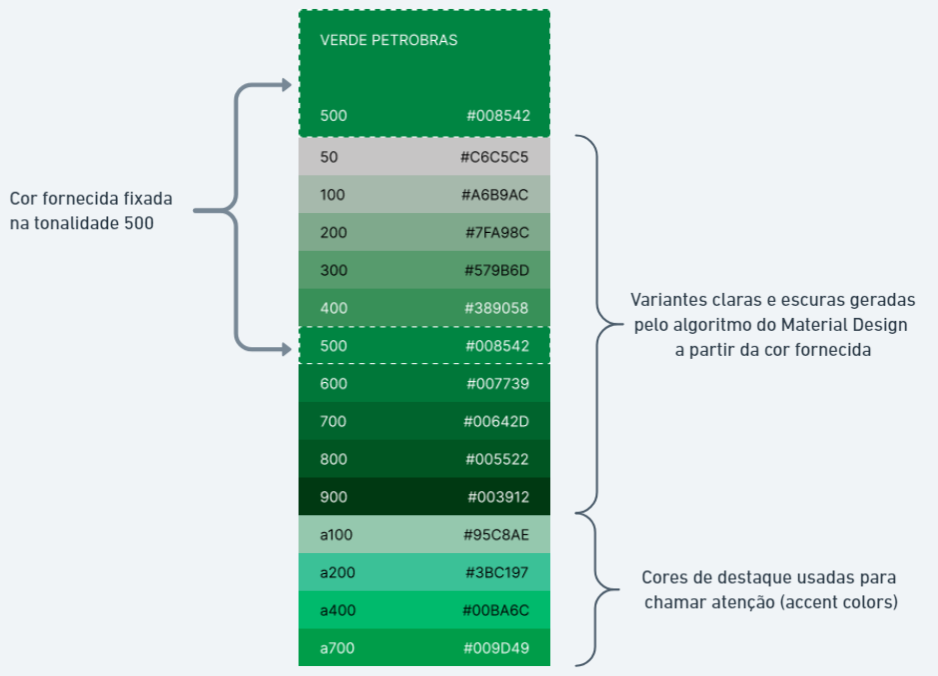 VERDE PETROBRAS
500 #008542
50 #C6C5C5
100 #A6B9AC
200 #7FA98C
300 #579B6D
400 #389058
500 #008542
600 #007739
700 #00642D
800 #005522
900 #003912
a100 #95C8AE
a200 #3BC197
a400 #00BA6C
a700 #009D49
Cor fornecida fixada
na tonalidade 500
Variantes claras e escuras geradas
pelo algoritmo do Material Design
a partir da cor fornecida
Cores de destaque usadas para
chamar atenção (accent colors)